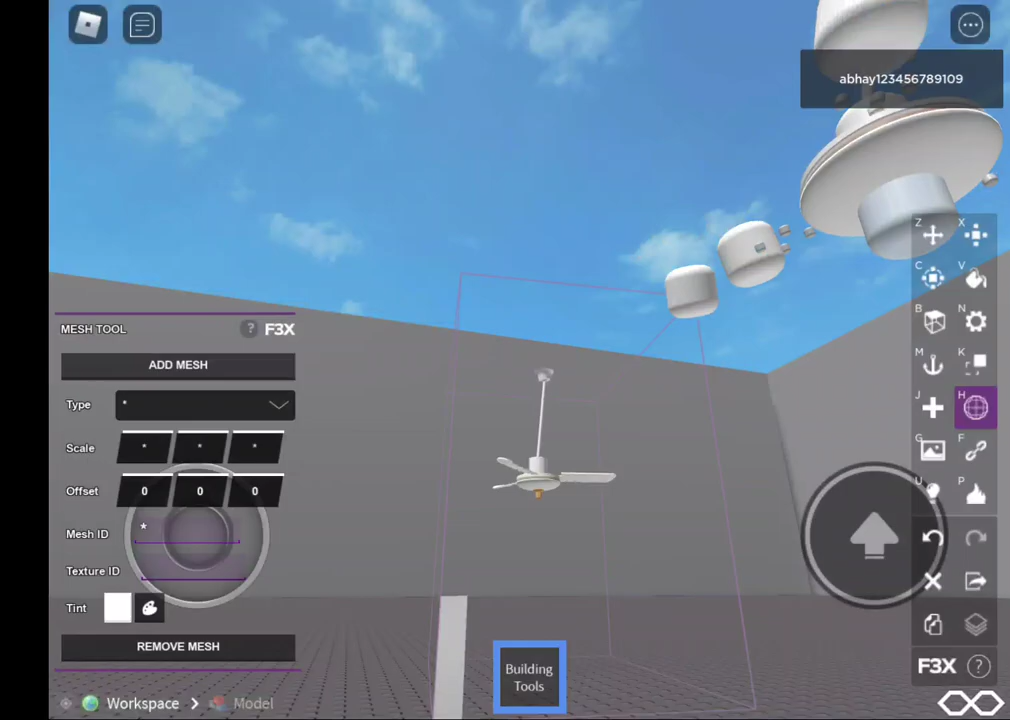 abhay123456789109
MESH TOOL ? F3X
ADD MESH
Type *
Scale * * *
Offset 0 0 0
Mesh ID *
Texture ID
Tint
REMOVE MESH
Workspace > Model
Building
Tools
Z X
C V
B N
M K
J H
G F
U P
F3X ?